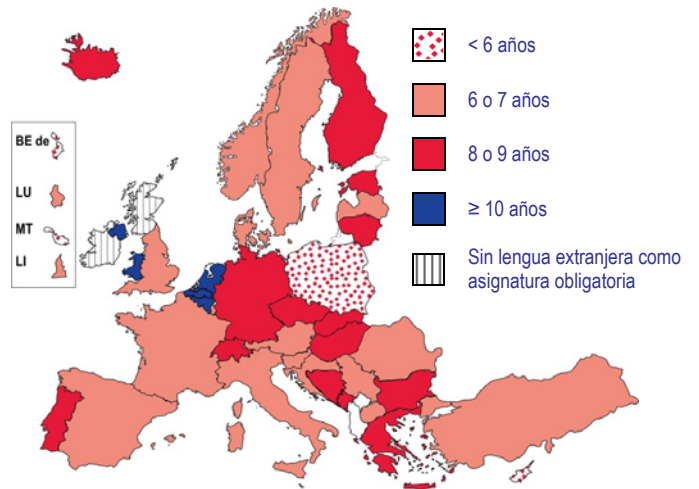 < 6 años
6 o 7 años
8 o 9 años
≥ 10 años
Sin lengua extranjera como
asignatura obligatoria
BE de
LU
MT
LI